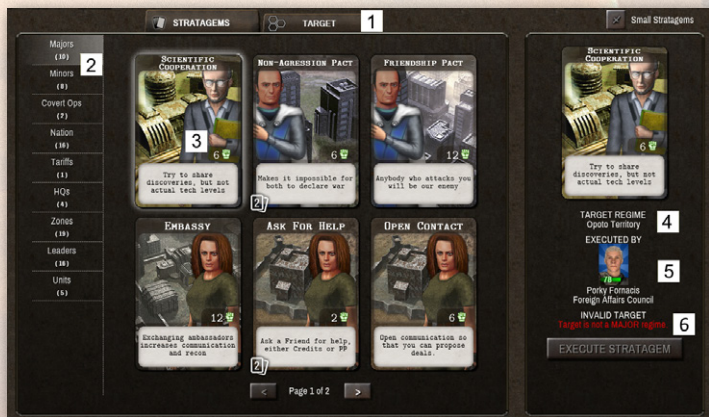 STRATAGEMS
TARGET
1
Small Stratagems
Majors
(10)
2
Minors
(8)
Covert Ops
(7)
Nation
(16)
Tariffs
(1)
HQs
(4)
Zones
(19)
Leaders
(16)
Units
(5)
Scientific
Cooperation
3
6
Try to share
discoveries, but not
actual tech levels
Non-Agression Pact
6
Makes it impossible for
both to declare war
2
Friendship Pact
12
Anybody who attacks you
will be our enemy
Embassy
12
Exchanging ambassadors
increases communication
and recon
Ask For Help
2
Ask a Friend for help,
either Credits or PP
2
Open Contact
6
Open communication so
that you can propose
deals.
<
Page 1 of 2
>
Scientific
Cooperation
6
Try to share
discoveries, but not
actual tech levels
TARGET REGIME
Opoto Territory
4
EXECUTED BY
5
78
Porky Fornacis
Foreign Affairs Council
INVALID TARGET
Target is not a MAJOR regime.
6
EXECUTE STRATAGEM